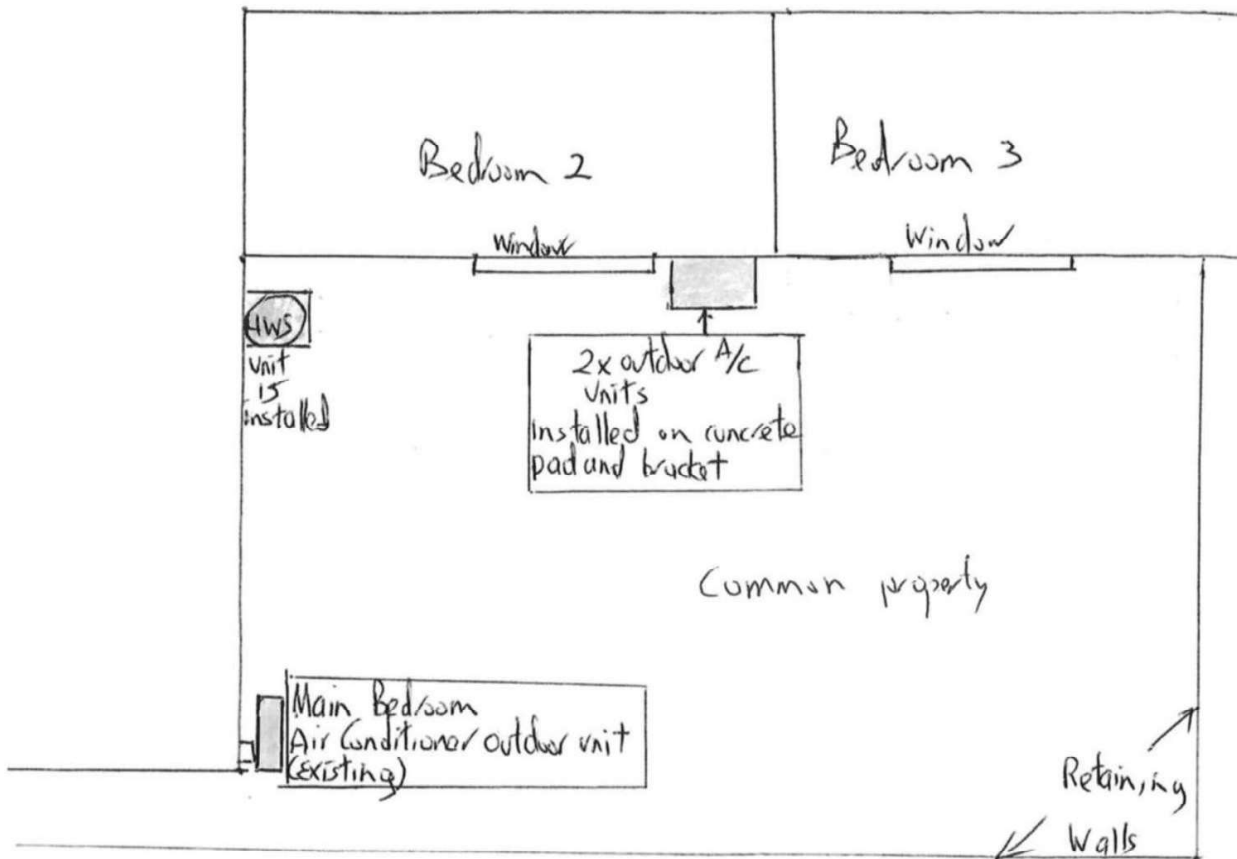 Bedroom 2
Bedroom 3
Window
Window
HWS
unit
is
installed
2x outdoor A/c
units
installed on concrete
pad and bracket
Common property
Main Bedroom
Air Conditioner outdoor unit
(existing)
Retaining
Walls